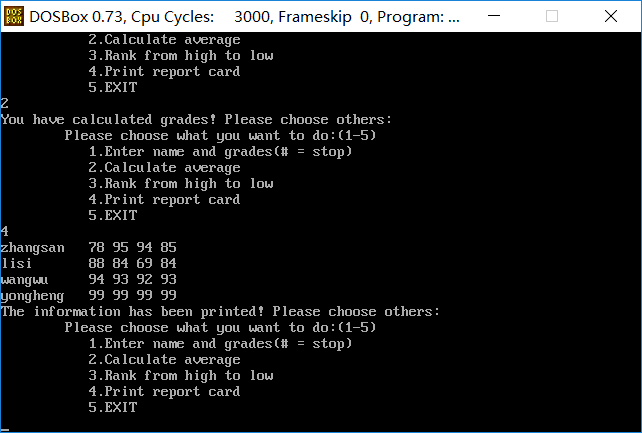 DOSBox 0.73, Cpu Cycles: 3000, Frameskip 0, Program: ...
2.Calculate average
3.Rank from high to low
4.Print report card
5.EXIT
2
You have calculated grades! Please choose others:
Please choose what you want to do:(1-5)
1.Enter name and grades(# = stop)
2.Calculate average
3.Rank from high to low
4.Print report card
5.EXIT
4
zhangsan 78 95 94 85
lisi 88 84 69 84
wangwu 94 93 92 93
yongheng 99 99 99 99
The information has been printed! Please choose others:
Please choose what you want to do:(1-5)
1.Enter name and grades(# = stop)
2.Calculate average
3.Rank from high to low
4.Print report card
5.EXIT